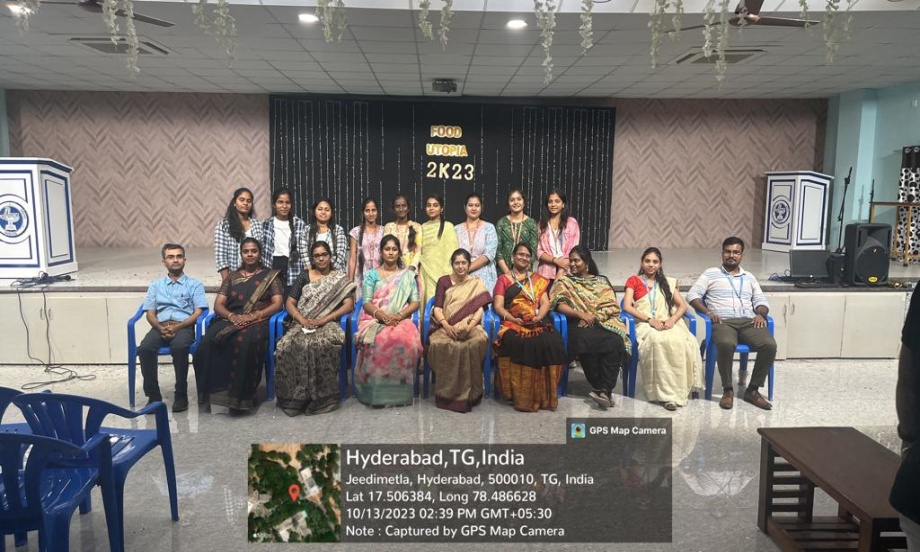 FOOD
UTOPIA
2K23
GPS Map Camera
Hyderabad,TG,India
Jeedimetla, Hyderabad, 500010, TG, India
Lat 17.506384, Long 78.486628
10/13/2023 02:39 PM GMT+05:30
Note : Captured by GPS Map Camera